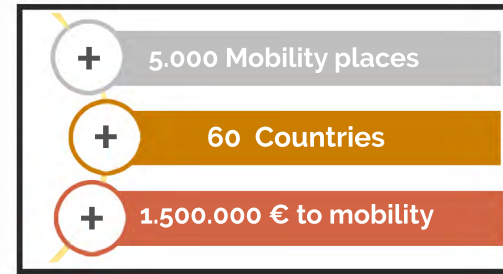 + 5.000 Mobility places
+ 60 Countries
+ 1.500.000 € to mobility